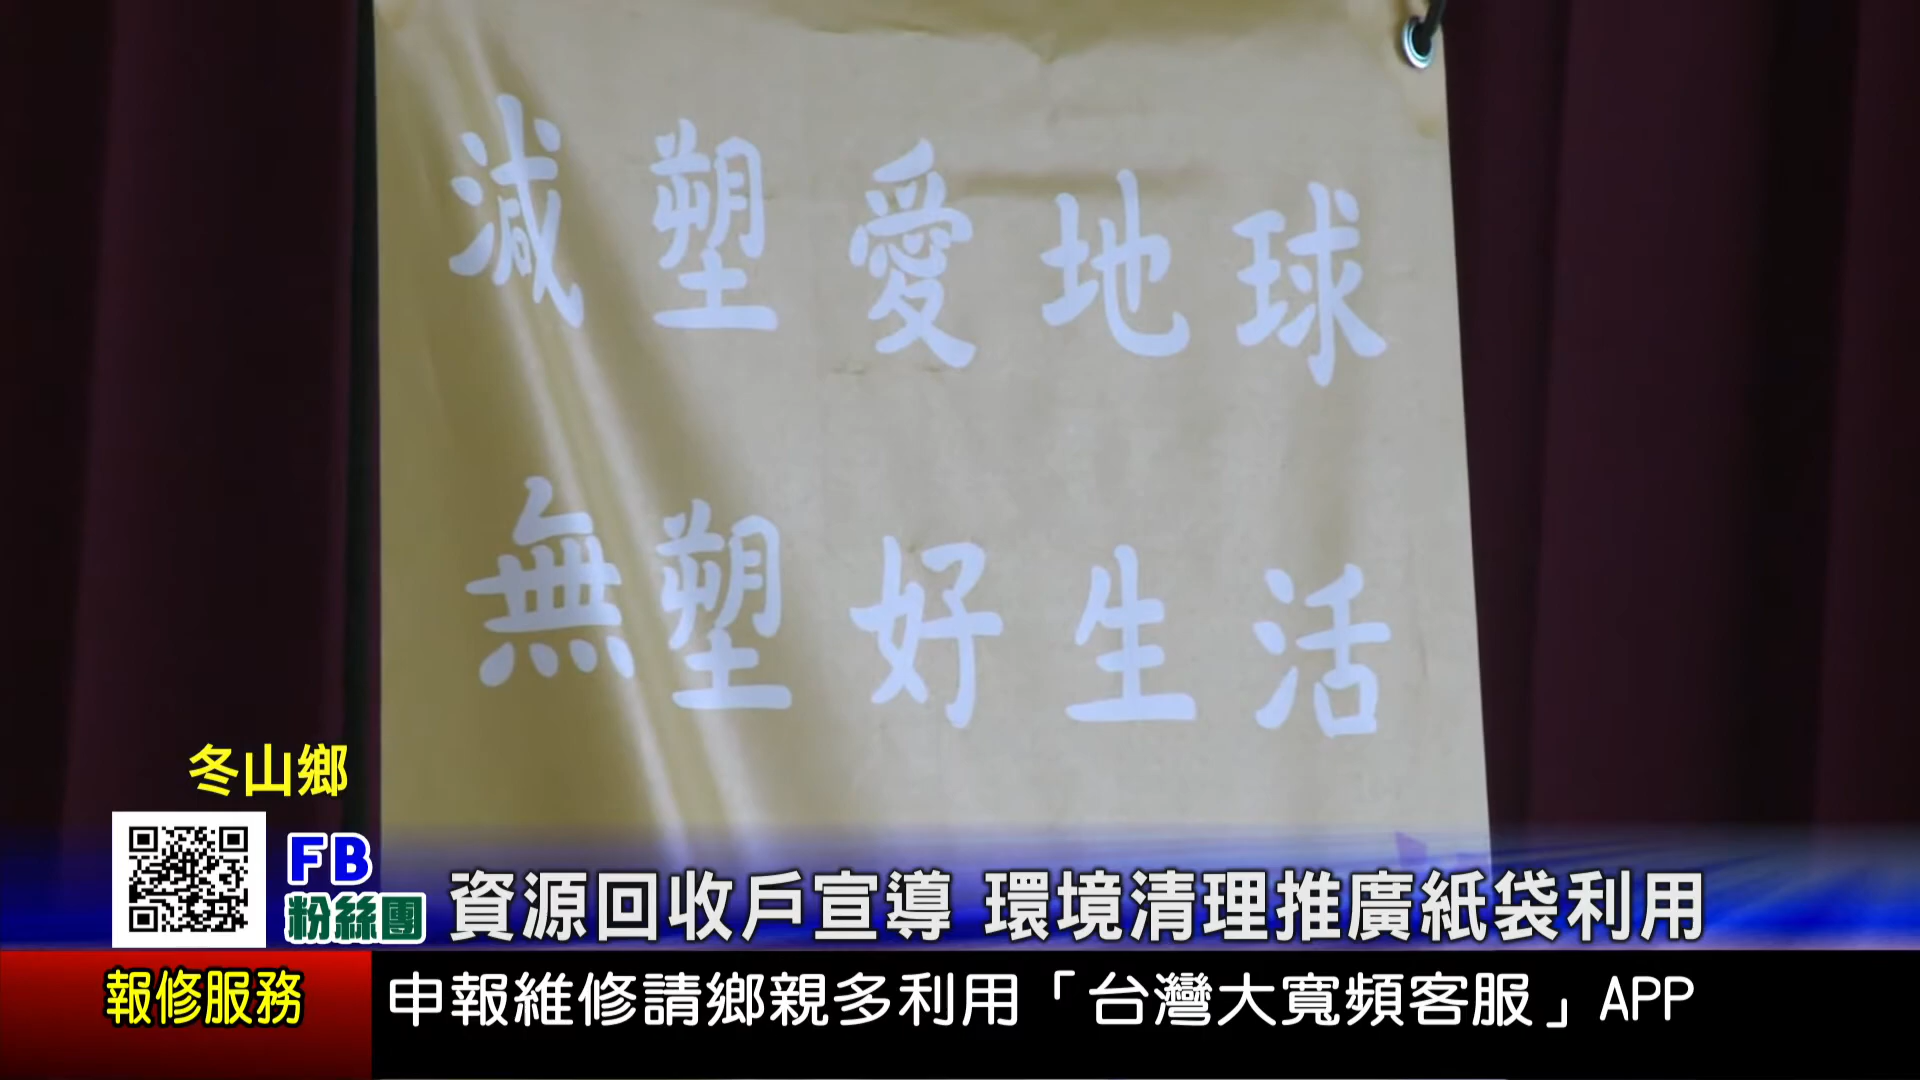 減塑愛地球
無塑好生活
冬山鄉
FB
粉絲團
資源回收戶宣導 環境清理推廣紙袋利用
報修服務
申報維修請鄉親多利用「台灣大寬頻客服」APP